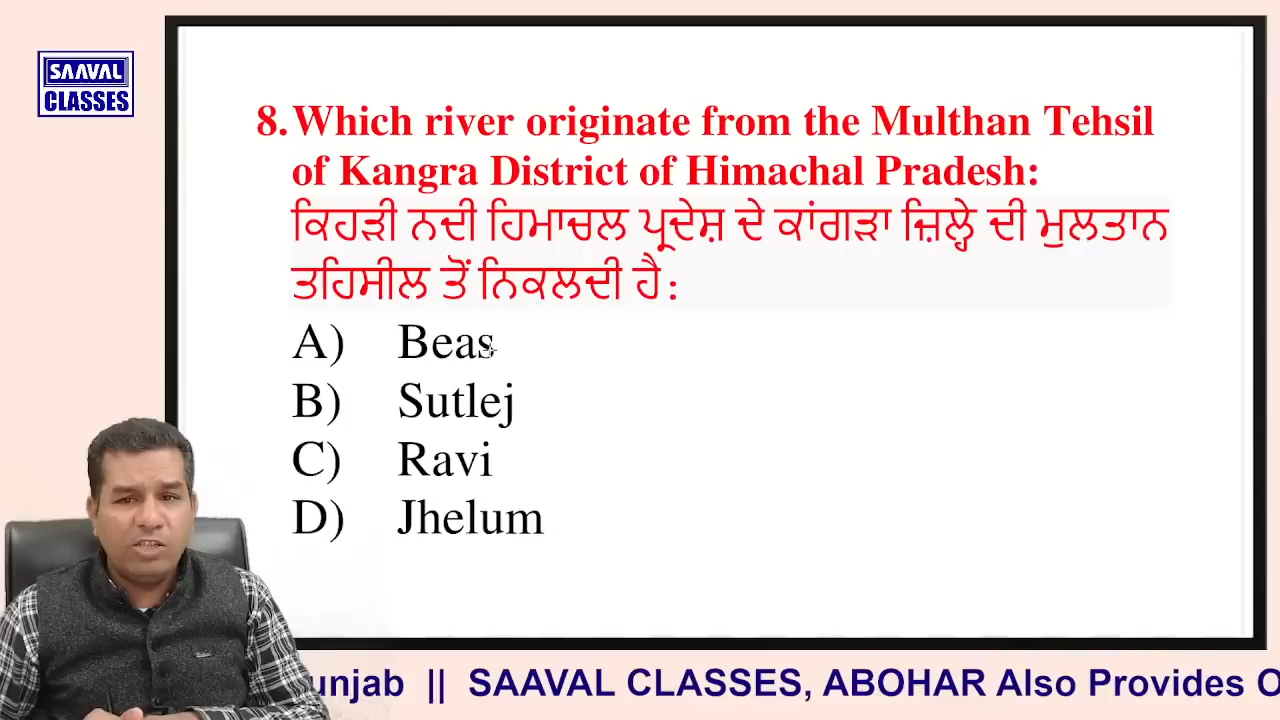 SAAVAL
CLASSES
8. Which river originate from the Multhan Tehsil
of Kangra District of Himachal Pradesh:
ਕਿਹੜੀ ਨਦੀ ਹਿਮਾਚਲ ਪ੍ਰਦੇਸ਼ ਦੇ ਕਾਂਗੜਾ ਜ਼ਿਲ੍ਹੇ ਦੀ ਮੁਲਤਾਨ
ਤਹਿਸੀਲ ਤੋਂ ਨਿਕਲਦੀ ਹੈ:
A) Beas
B) Sutlej
C) Ravi
D) Jhelum
unjab || SAAVAL CLASSES, ABOHAR Also Provides O